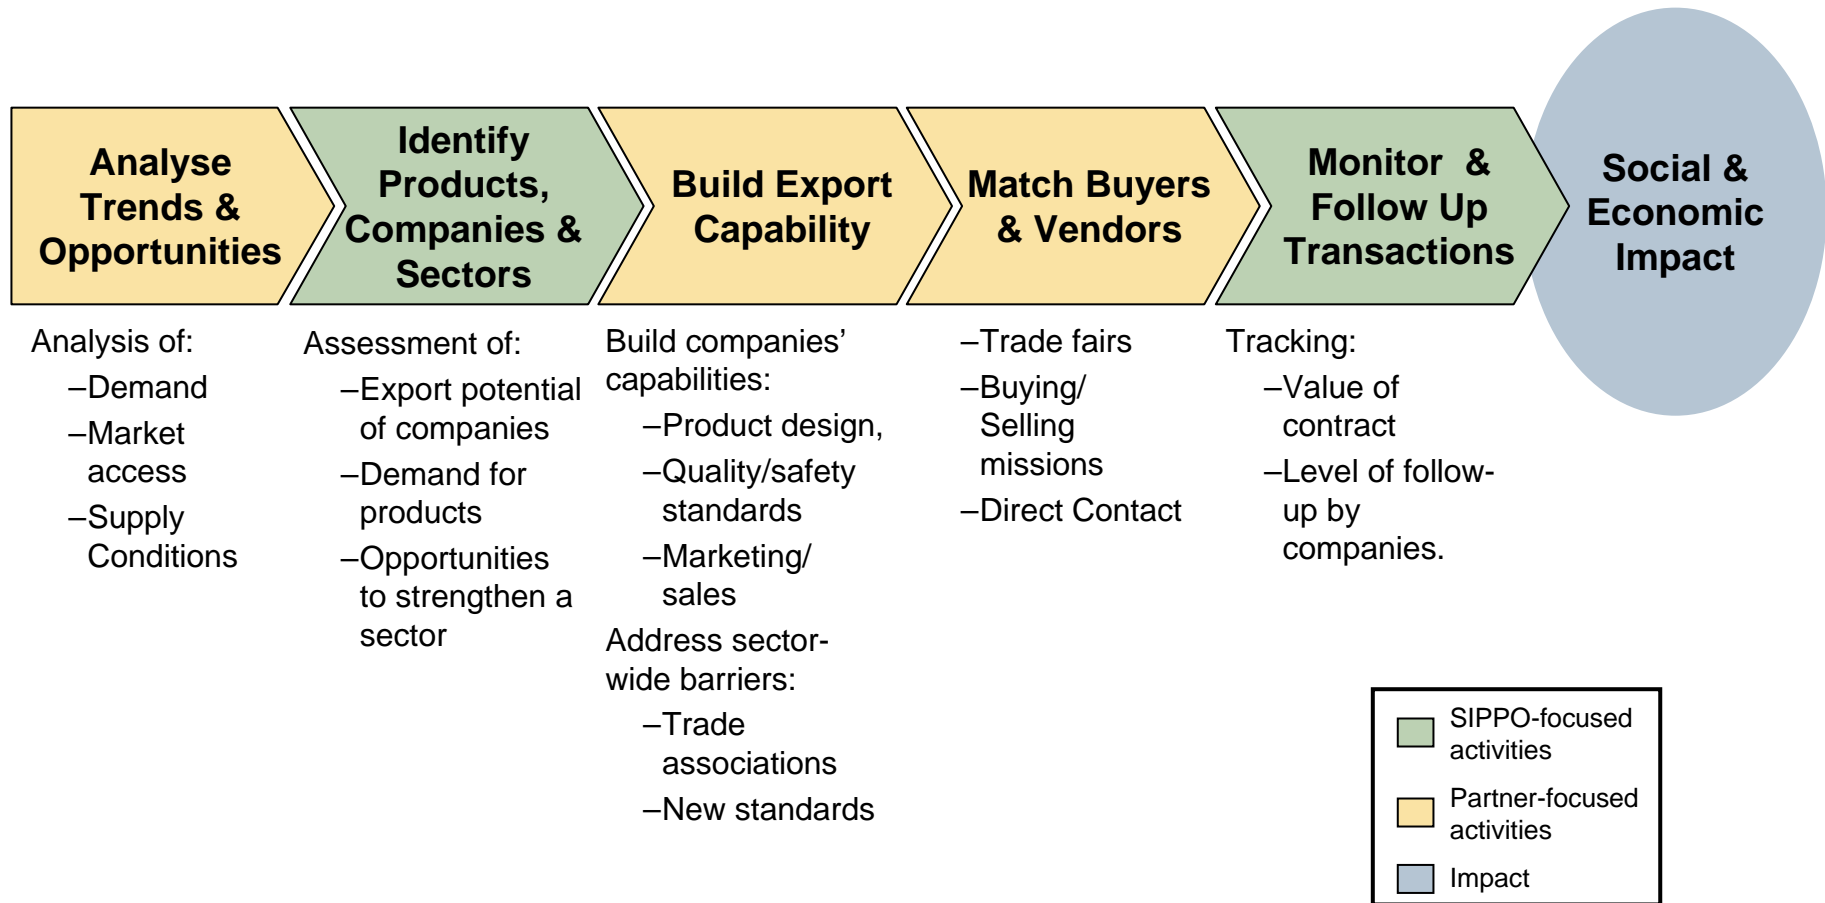 Analyse
Trends &
Opportunities
Identify
Products,
Companies &
Sectors
Build Export
Capability
Match Buyers
& Vendors
Monitor & 
Follow Up
Transactions
Social &
Economic
Impact
Analysis of:
–Demand
–Market
access
–Supply
Conditions
Assessment of:
–Export potential
of companies
–Demand for
products
–Opportunities
to strengthen a
sector
Build companies’
capabilities:
–Product design,
–Quality/safety
standards
–Marketing/
sales
Address sector-
wide barriers:
–Trade
associations
–New standards
–Trade fairs
–Buying/
Selling
missions
–Direct Contact
Tracking:
–Value of
contract
–Level of follow-
up by
companies.
SIPPO-focused
activities
Partner-focused
activities
Impact